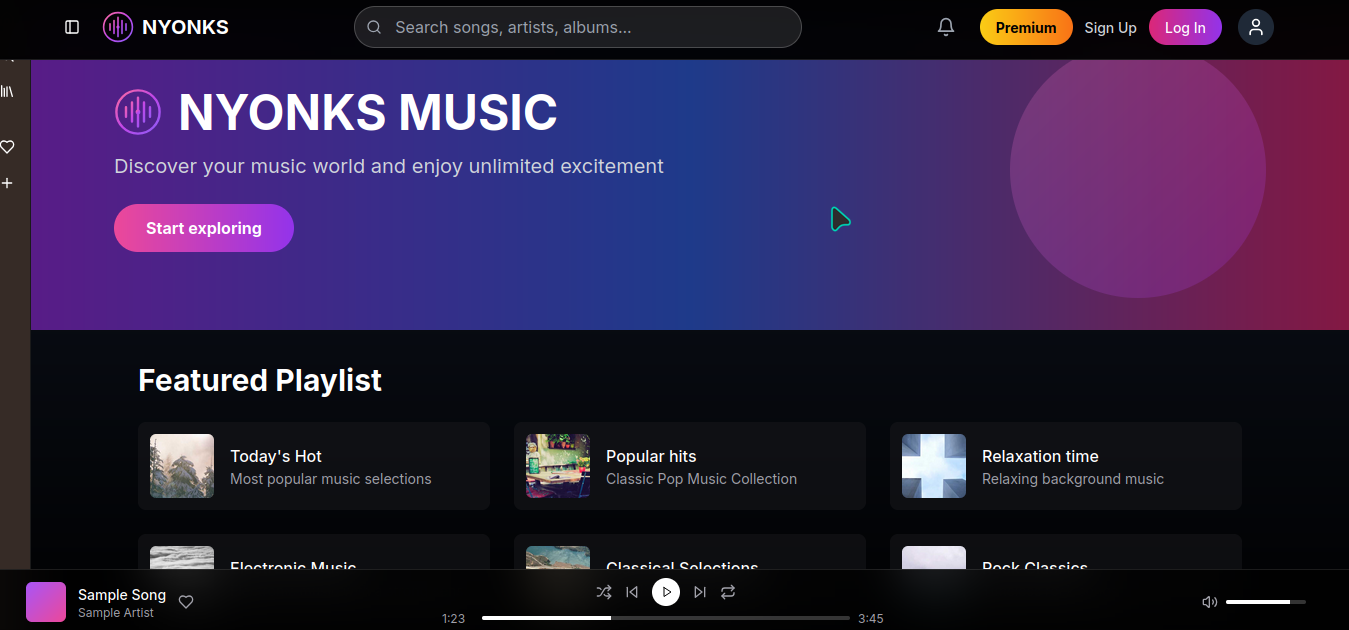 NYONKS
Search songs, artists, albums...
Premium
Sign Up
Log In
NYONKS MUSIC
Discover your music world and enjoy unlimited excitement
Start exploring
Featured Playlist
Today's Hot
Most popular music selections
Popular hits
Classic Pop Music Collection
Relaxation time
Relaxing background music
Electronic Music
Classical Selections
Rock Classics
Sample Song
Sample Artist
1:23
3:45